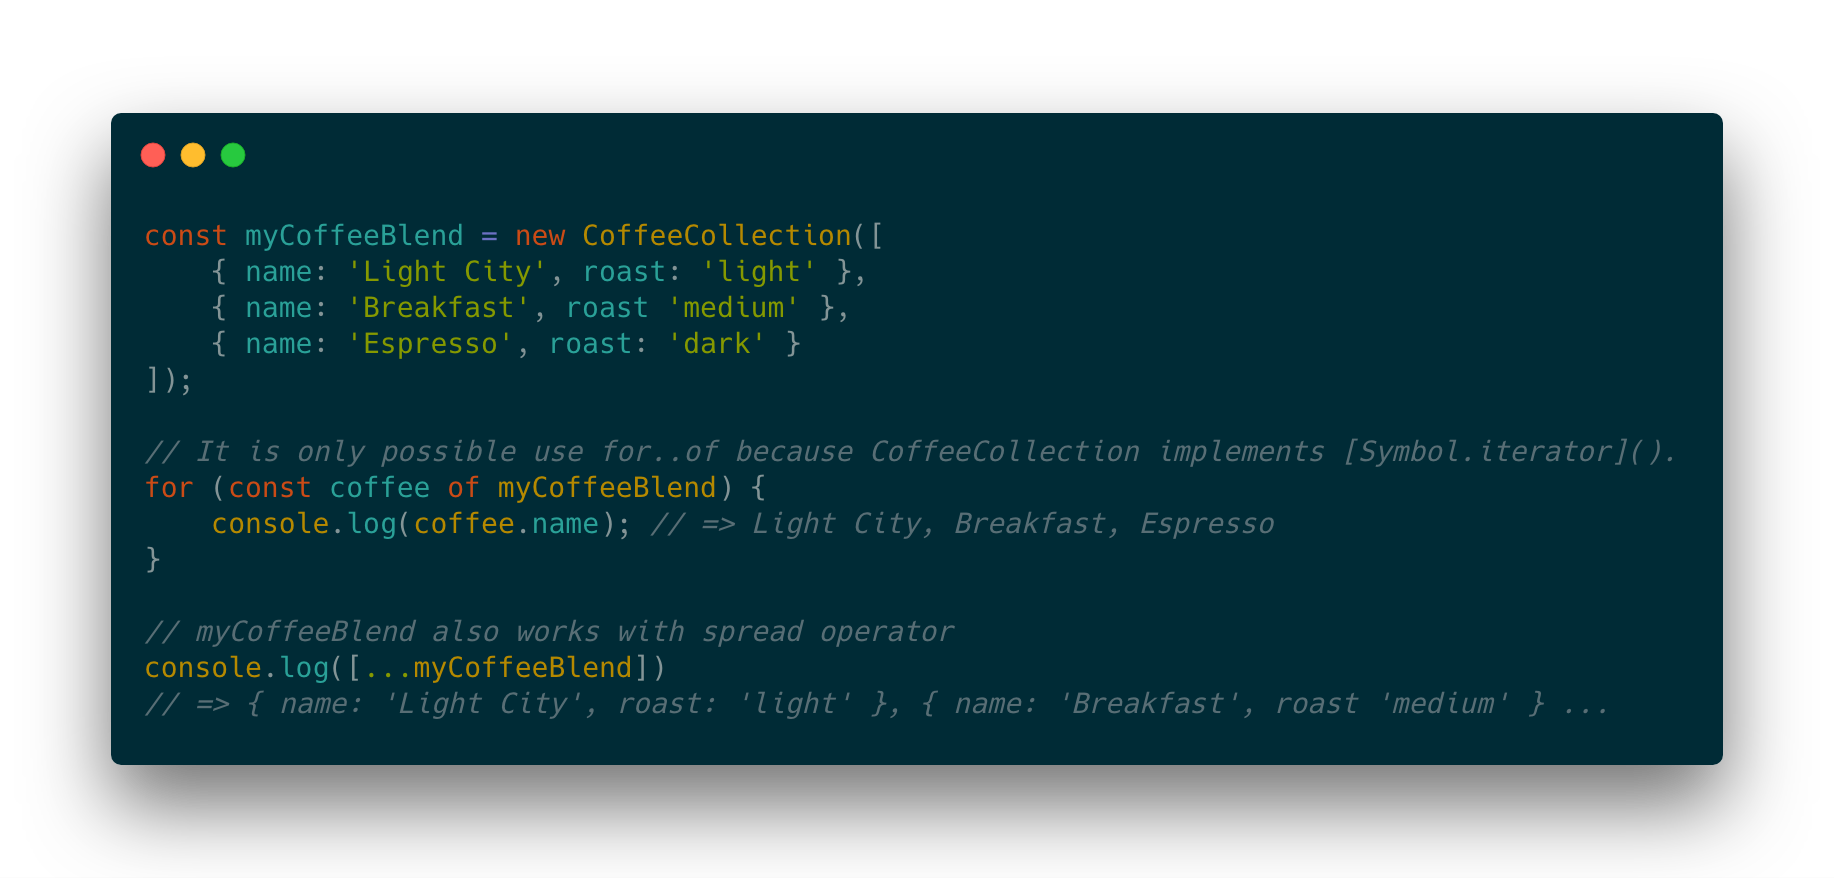 const myCoffeeBlend = new CoffeeCollection([
    { name: 'Light City', roast: 'light' },
    { name: 'Breakfast', roast 'medium' },
    { name: 'Espresso', roast: 'dark' }
]);
// It is only possible use for..of because CoffeeCollection implements [Symbol.iterator]().
for (const coffee of myCoffeeBlend) {
    console.log(coffee.name); // => Light City, Breakfast, Espresso
}
// myCoffeeBlend also works with spread operator
console.log([...myCoffeeBlend])
// => { name: 'Light City', roast: 'light' }, { name: 'Breakfast', roast 'medium' } ...